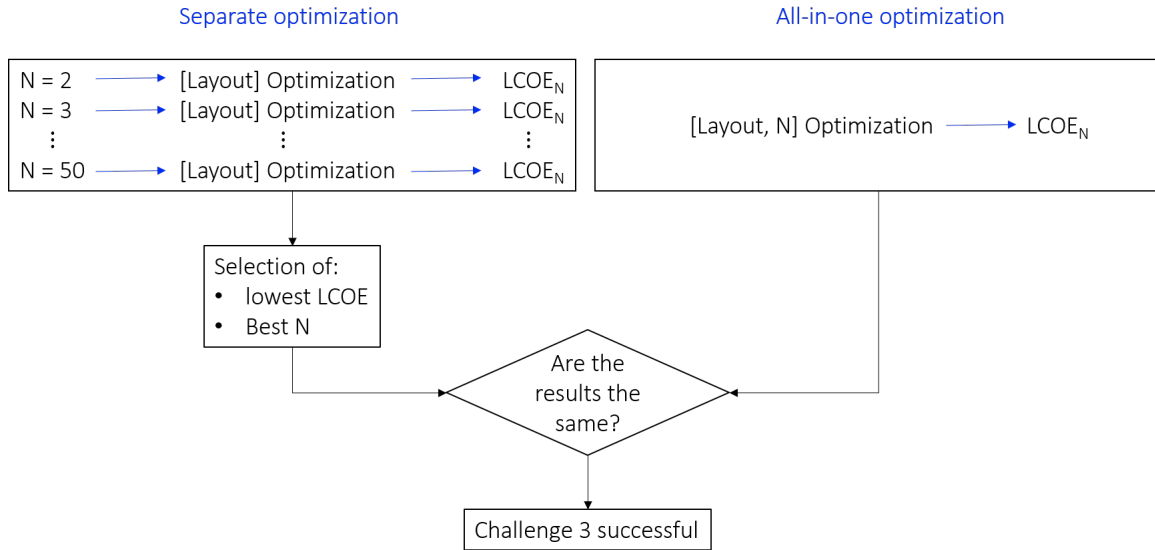 Separate optimization
All-in-one optimization
N = 2 [Layout] Optimization LCOE_N
N = 3 [Layout] Optimization LCOE_N
⋮ ⋮ ⋮
N = 50 [Layout] Optimization LCOE_N
[Layout, N] Optimization LCOE_N
Selection of:
• lowest LCOE
• Best N
Are the
results the
same?
Challenge 3 successful